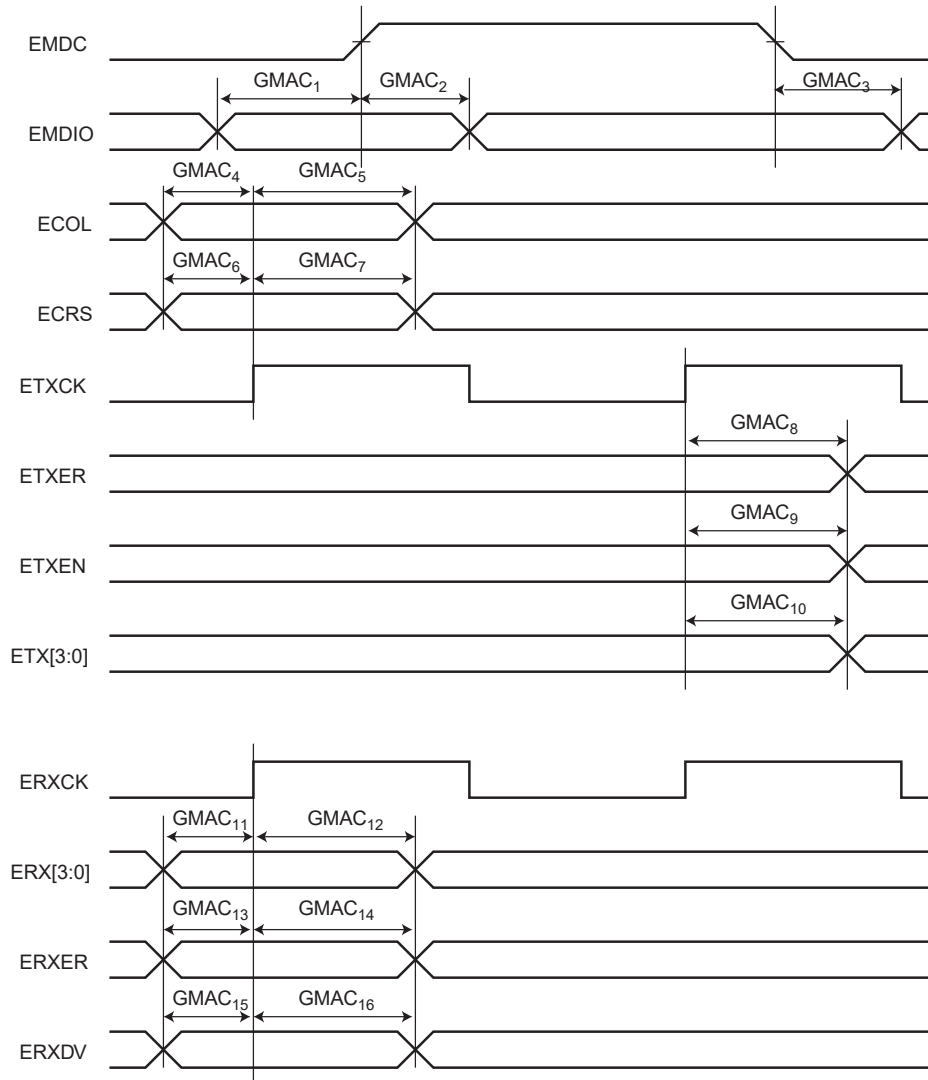 EMDC
GMAC1 GMAC2 GMAC3
EMDIO
GMAC4 GMAC5
ECOL
GMAC6 GMAC7
ECRS
ETXCK
GMAC8
ETXER
GMAC9
ETXEN
GMAC10
ETX[3:0]
ERXCK
GMAC11 GMAC12
ERX[3:0]
GMAC13 GMAC14
ERXER
GMAC15 GMAC16
ERXDV